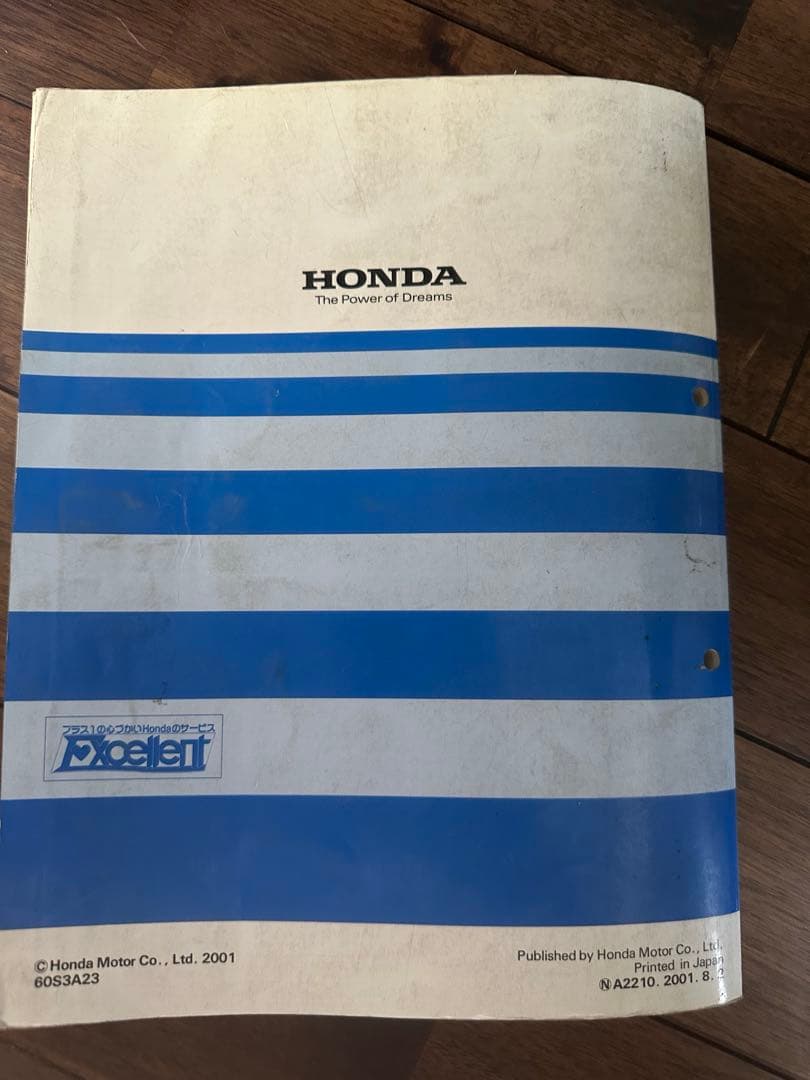 HONDA
The Power of Dreams
プラス1の心づかいHondaのサービス
Excellent
© Honda Motor Co., Ltd. 2001
60S3A23
Published by Honda Motor Co., Ltd.
Printed in Japan
Ⓝ A2210. 2001. 8. 2